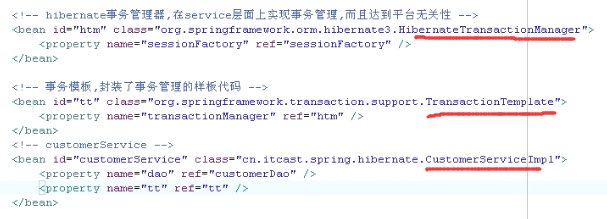 <!-- hibernate事务管理器,在service层面上实现事务管理,而且达到平台无关性 -->
<bean id="htm" class="org.springframework.orm.hibernate3.HibernateTransactionManager">
<property name="sessionFactory" ref="sessionFactory" />
</bean>
<!-- 事务模板,封装了事务管理的样板代码 -->
<bean id="tt" class="org.springframework.transaction.support.TransactionTemplate">
<property name="transactionManager" ref="htm" />
</bean>
<!-- customerService -->
<bean id="customerService" class="cn.itcast.spring.hibernate.CustomerServiceImpl">
<property name="dao" ref="customerDao" />
<property name="tt" ref="tt" />
</bean>